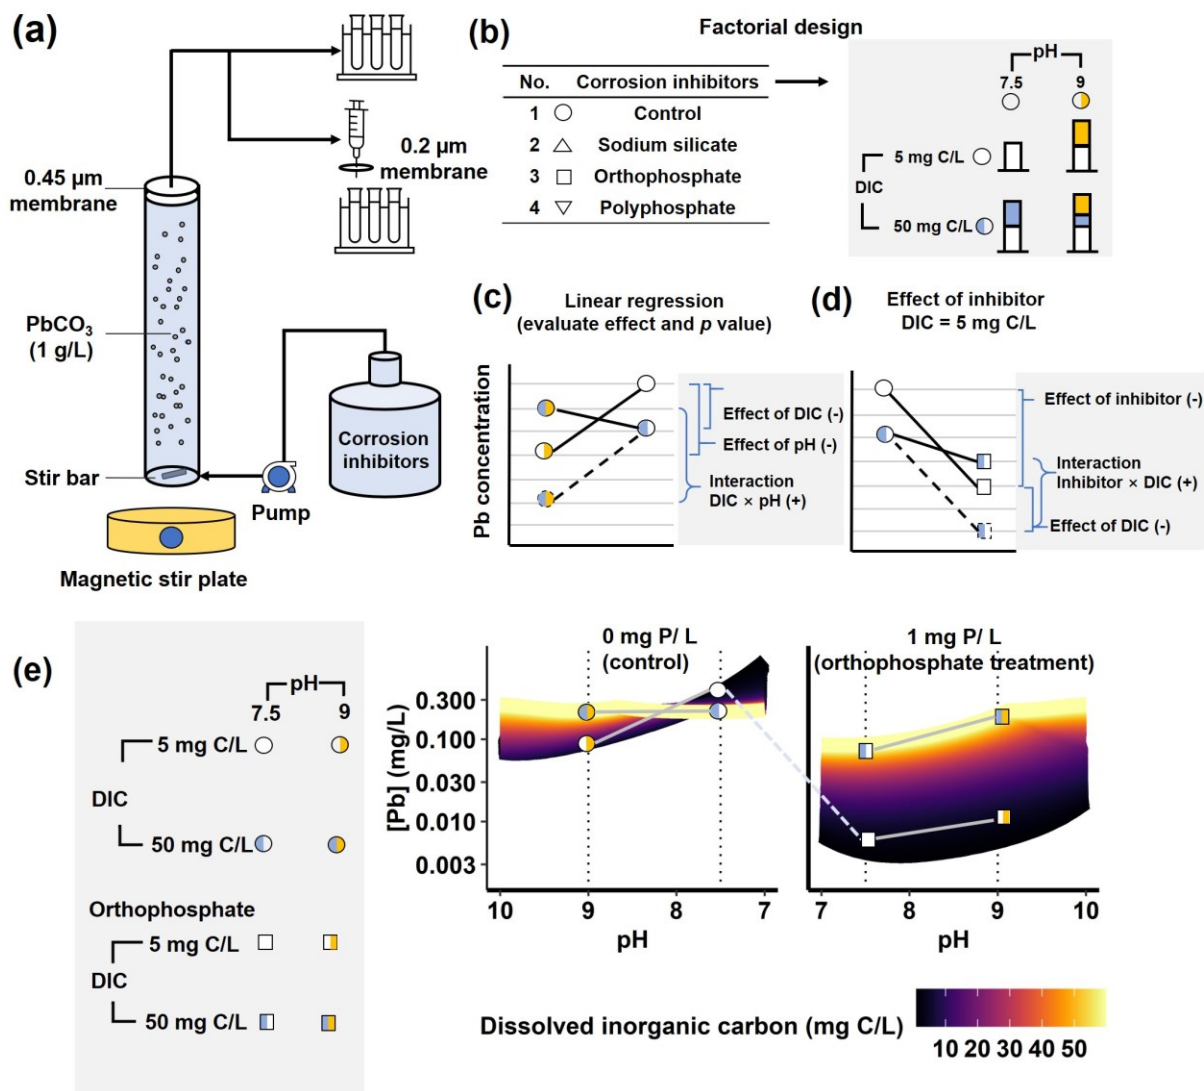 (a)
0.45 µm
membrane
0.2 µm
membrane
PbCO3
(1 g/L)
Stir bar
Pump
Corrosion
inhibitors
Magnetic stir plate
(b)
Factorial design
No. Corrosion inhibitors
1 Control
2 Sodium silicate
3 Orthophosphate
4 Polyphosphate
pH
7.5 9
5 mg C/L
DIC
50 mg C/L
(c)
Linear regression
(evaluate effect and p value)
Pb concentration
Effect of DIC (-)
Effect of pH (-)
Interaction
DIC × pH (+)
(d)
Effect of inhibitor
DIC = 5 mg C/L
Effect of inhibitor (-)
Interaction
Inhibitor × DIC (+)
Effect of DIC (-)
(e)
pH
7.5 9
5 mg C/L
DIC
50 mg C/L
Orthophosphate
5 mg C/L
DIC
50 mg C/L
0 mg P/ L
(control)
1 mg P/ L
(orthophosphate treatment)
[Pb] (mg/L)
0.300
0.100
0.030
0.010
0.003
10 9 8 7
pH
7 8 9 10
pH
Dissolved inorganic carbon (mg C/L)
10 20 30 40 50